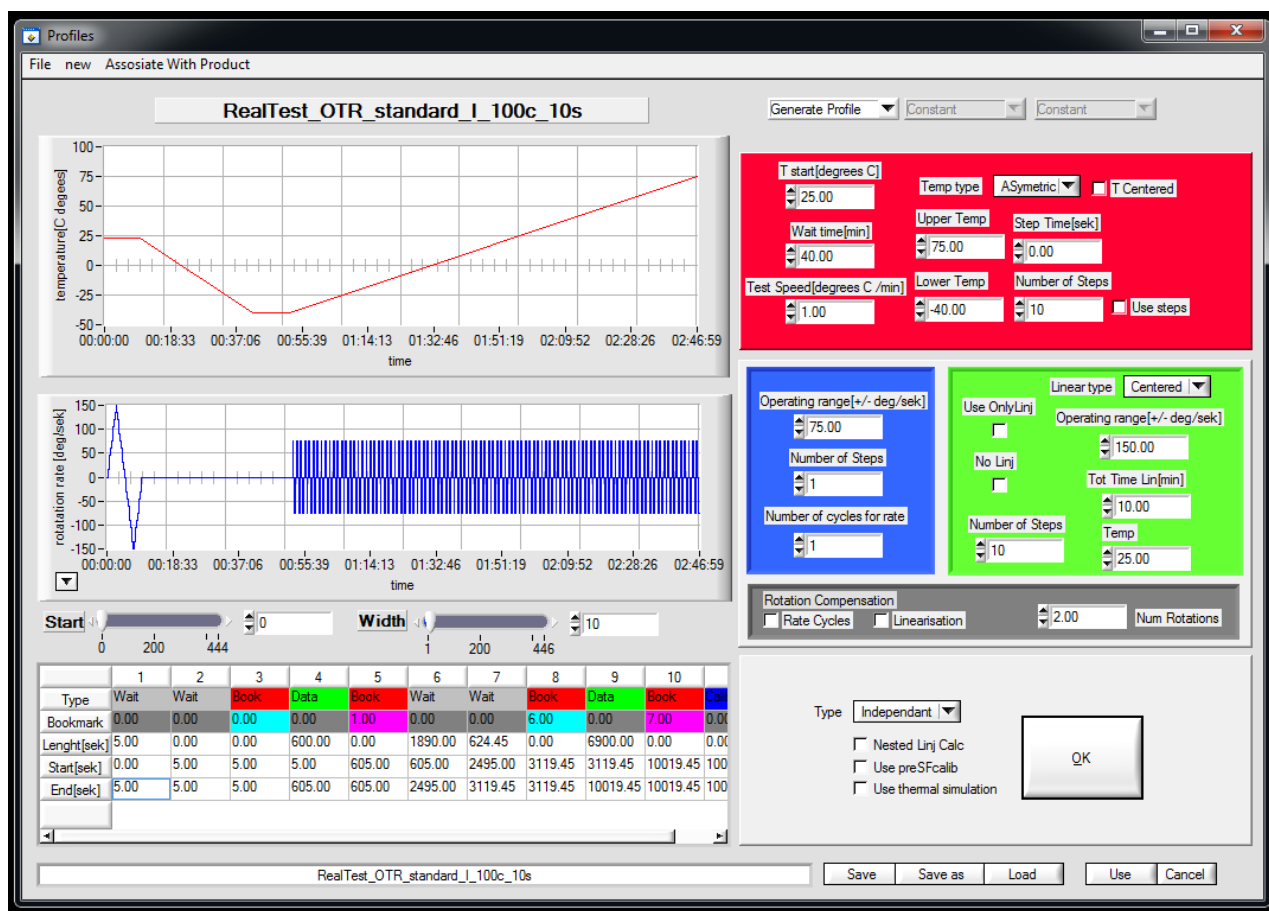 Profiles
File new Assosiate With Product
RealTest_OTR_standard_I_100c_10s
Generate Profile Constant Constant
temperature[C degees]
100
75
50
25
0
-25
-50
00:00:00 00:18:33 00:37:06 00:55:39 01:14:13 01:32:46 01:51:19 02:09:52 02:28:26 02:46:59
time
T start[degrees C]
25.00
Wait time[min]
40.00
Test Speed[degrees C /min]
1.00
Temp type ASymetric T Centered
Upper Temp
75.00
Step Time[sek]
0.00
Lower Temp
-40.00
Number of Steps
10
Use steps
rotatation rate [deg/sek]
150
100
50
0
-50
-100
-150
00:00:00 00:18:33 00:37:06 00:55:39 01:14:13 01:32:46 01:51:19 02:09:52 02:28:26 02:46:59
time
Operating range[+/- deg/sek]
75.00
Number of Steps
1
Number of cycles for rate
1
Linear type Centered
Use OnlyLinj
Operating range[+/- deg/sek]
150.00
No Linj
Tot Time Lin[min]
10.00
Number of Steps
10
Temp
25.00
Rotation Compensation
Rate Cycles Linearisation 2.00 Num Rotations
Start 0 Width 10
0 200 444 1 200 446
1 2 3 4 5 6 7 8 9 10
Type Wait Wait Book Data Book Wait Wait Book Data Book
Bookmark 0.00 0.00 0.00 0.00 1.00 0.00 0.00 6.00 0.00 7.00 0.00
Lenght[sek] 5.00 0.00 0.00 600.00 0.00 1890.00 624.45 0.00 6900.00 0.00 0.00
Start[sek] 0.00 5.00 5.00 5.00 605.00 605.00 2495.00 3119.45 3119.45 10019.45 100
End[sek] 5.00 5.00 5.00 605.00 605.00 2495.00 3119.45 3119.45 10019.45 10019.45 100
Type Independant
Nested Linj Calc
Use preSFcalib
Use thermal simulation
OK
RealTest_OTR_standard_I_100c_10s
Save Save as Load Use Cancel